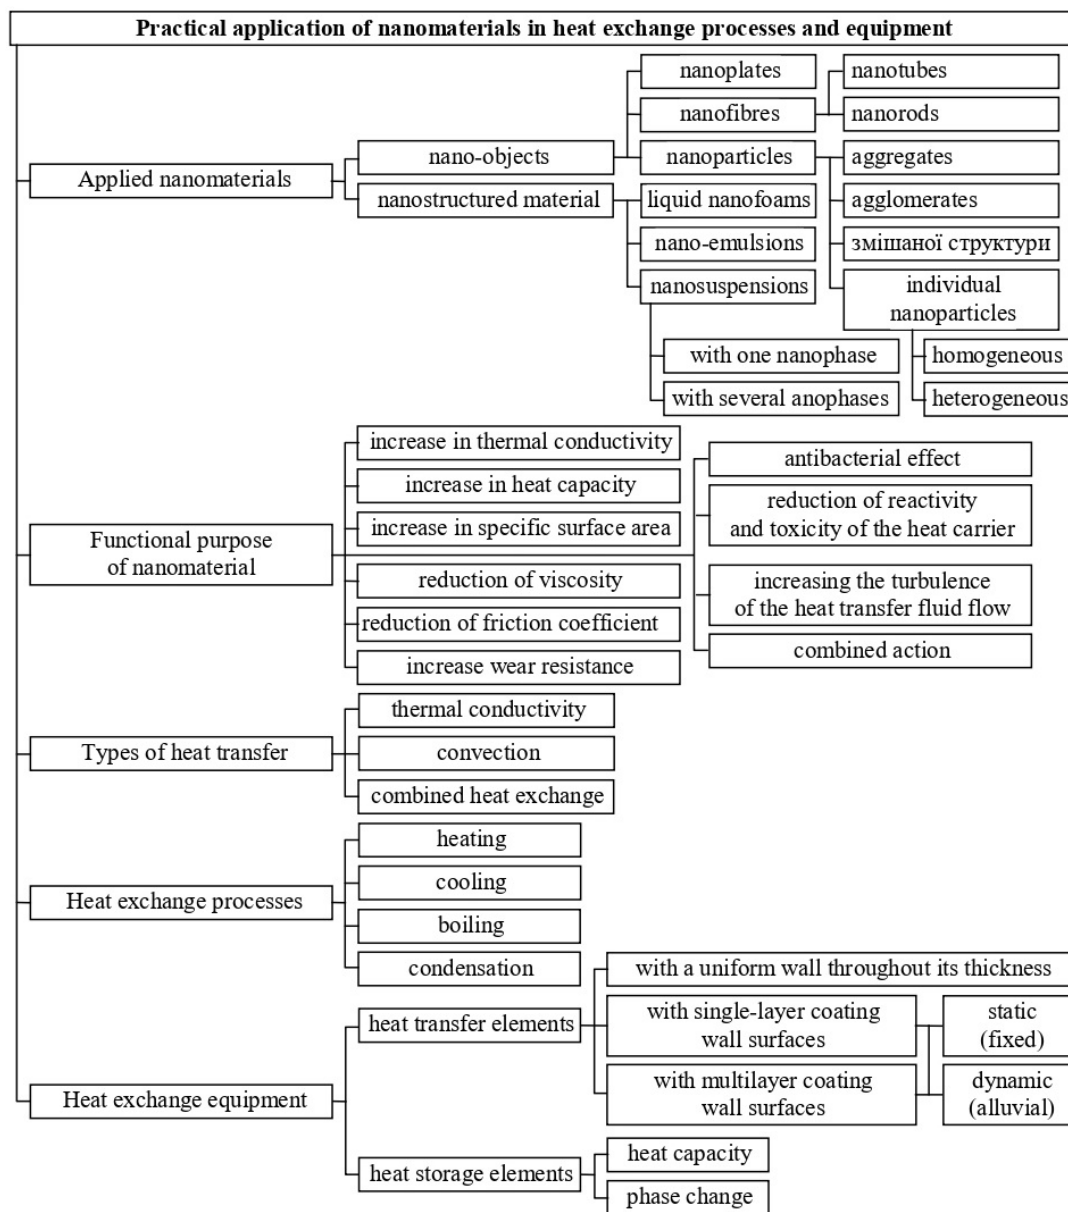 Practical application of nanomaterials in heat exchange processes and equipment
Applied nanomaterials
nano-objects
nanostructured material
nanoplates
nanofibres
nanoparticles
liquid nanofoams
nano-emulsions
nanosuspensions
nanotubes
nanorods
aggregates
agglomerates
змішаної структури
individual
nanoparticles
with one nanophase
with several anophases
homogeneous
heterogeneous
Functional purpose
of nanomaterial
increase in thermal conductivity
increase in heat capacity
increase in specific surface area
reduction of viscosity
reduction of friction coefficient
increase wear resistance
antibacterial effect
reduction of reactivity
and toxicity of the heat carrier
increasing the turbulence
of the heat transfer fluid flow
combined action
Types of heat transfer
thermal conductivity
convection
combined heat exchange
Heat exchange processes
heating
cooling
boiling
condensation
Heat exchange equipment
heat transfer elements
with a uniform wall throughout its thickness
with single-layer coating
wall surfaces
with multilayer coating
wall surfaces
static
(fixed)
dynamic
(alluvial)
heat storage elements
heat capacity
phase change